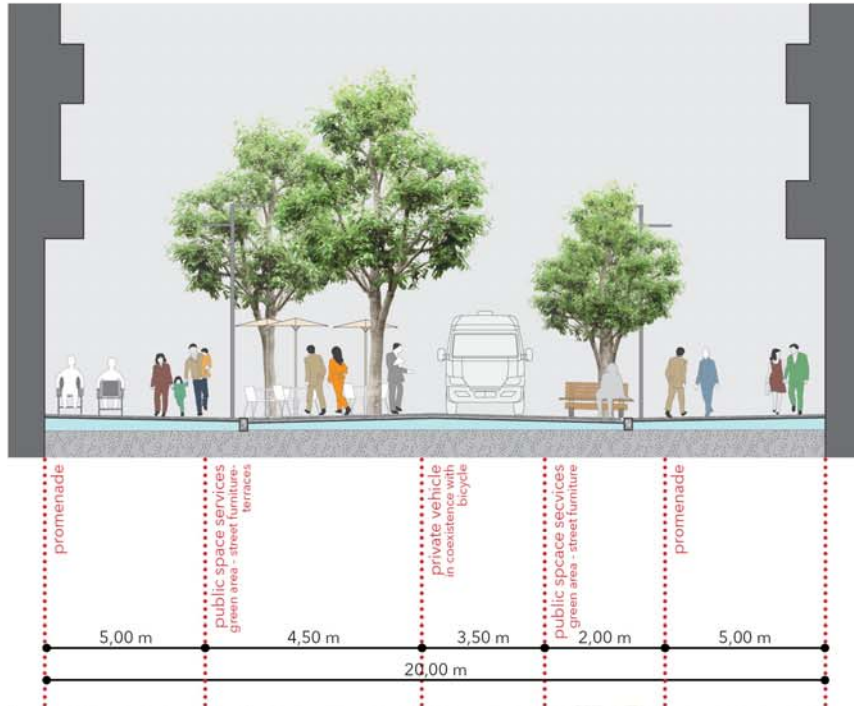 promenade
public space services
green area - street furniture-
terraces
private vehicle
in coexistence with
bicycle
public spcace secvices
green area - street furniture
promenade
5,00 m
4,50 m
3,50 m
2,00 m
5,00 m
20,00 m